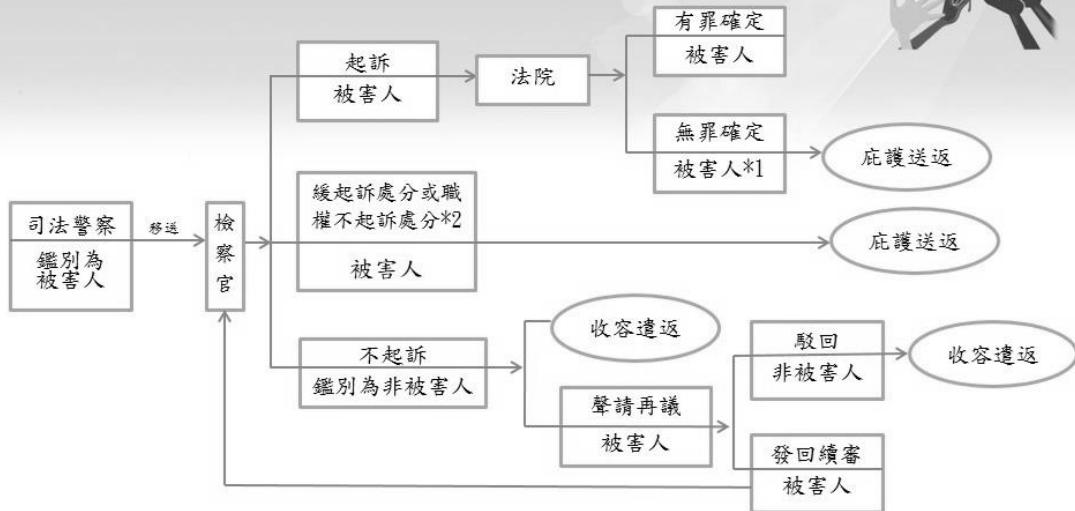 司法警察
鑑別為
被害人
移送
檢
察
官
起訴
被害人
法院
有罪確定
被害人
無罪確定
被害人*1
庇護送返
緩起訴處分或職
權不起訴處分*2
被害人
庇護送返
不起訴
鑑別為非被害人
收容遣返
聲請再議
被害人
駁回
非被害人
收容遣返
發回續審
被害人